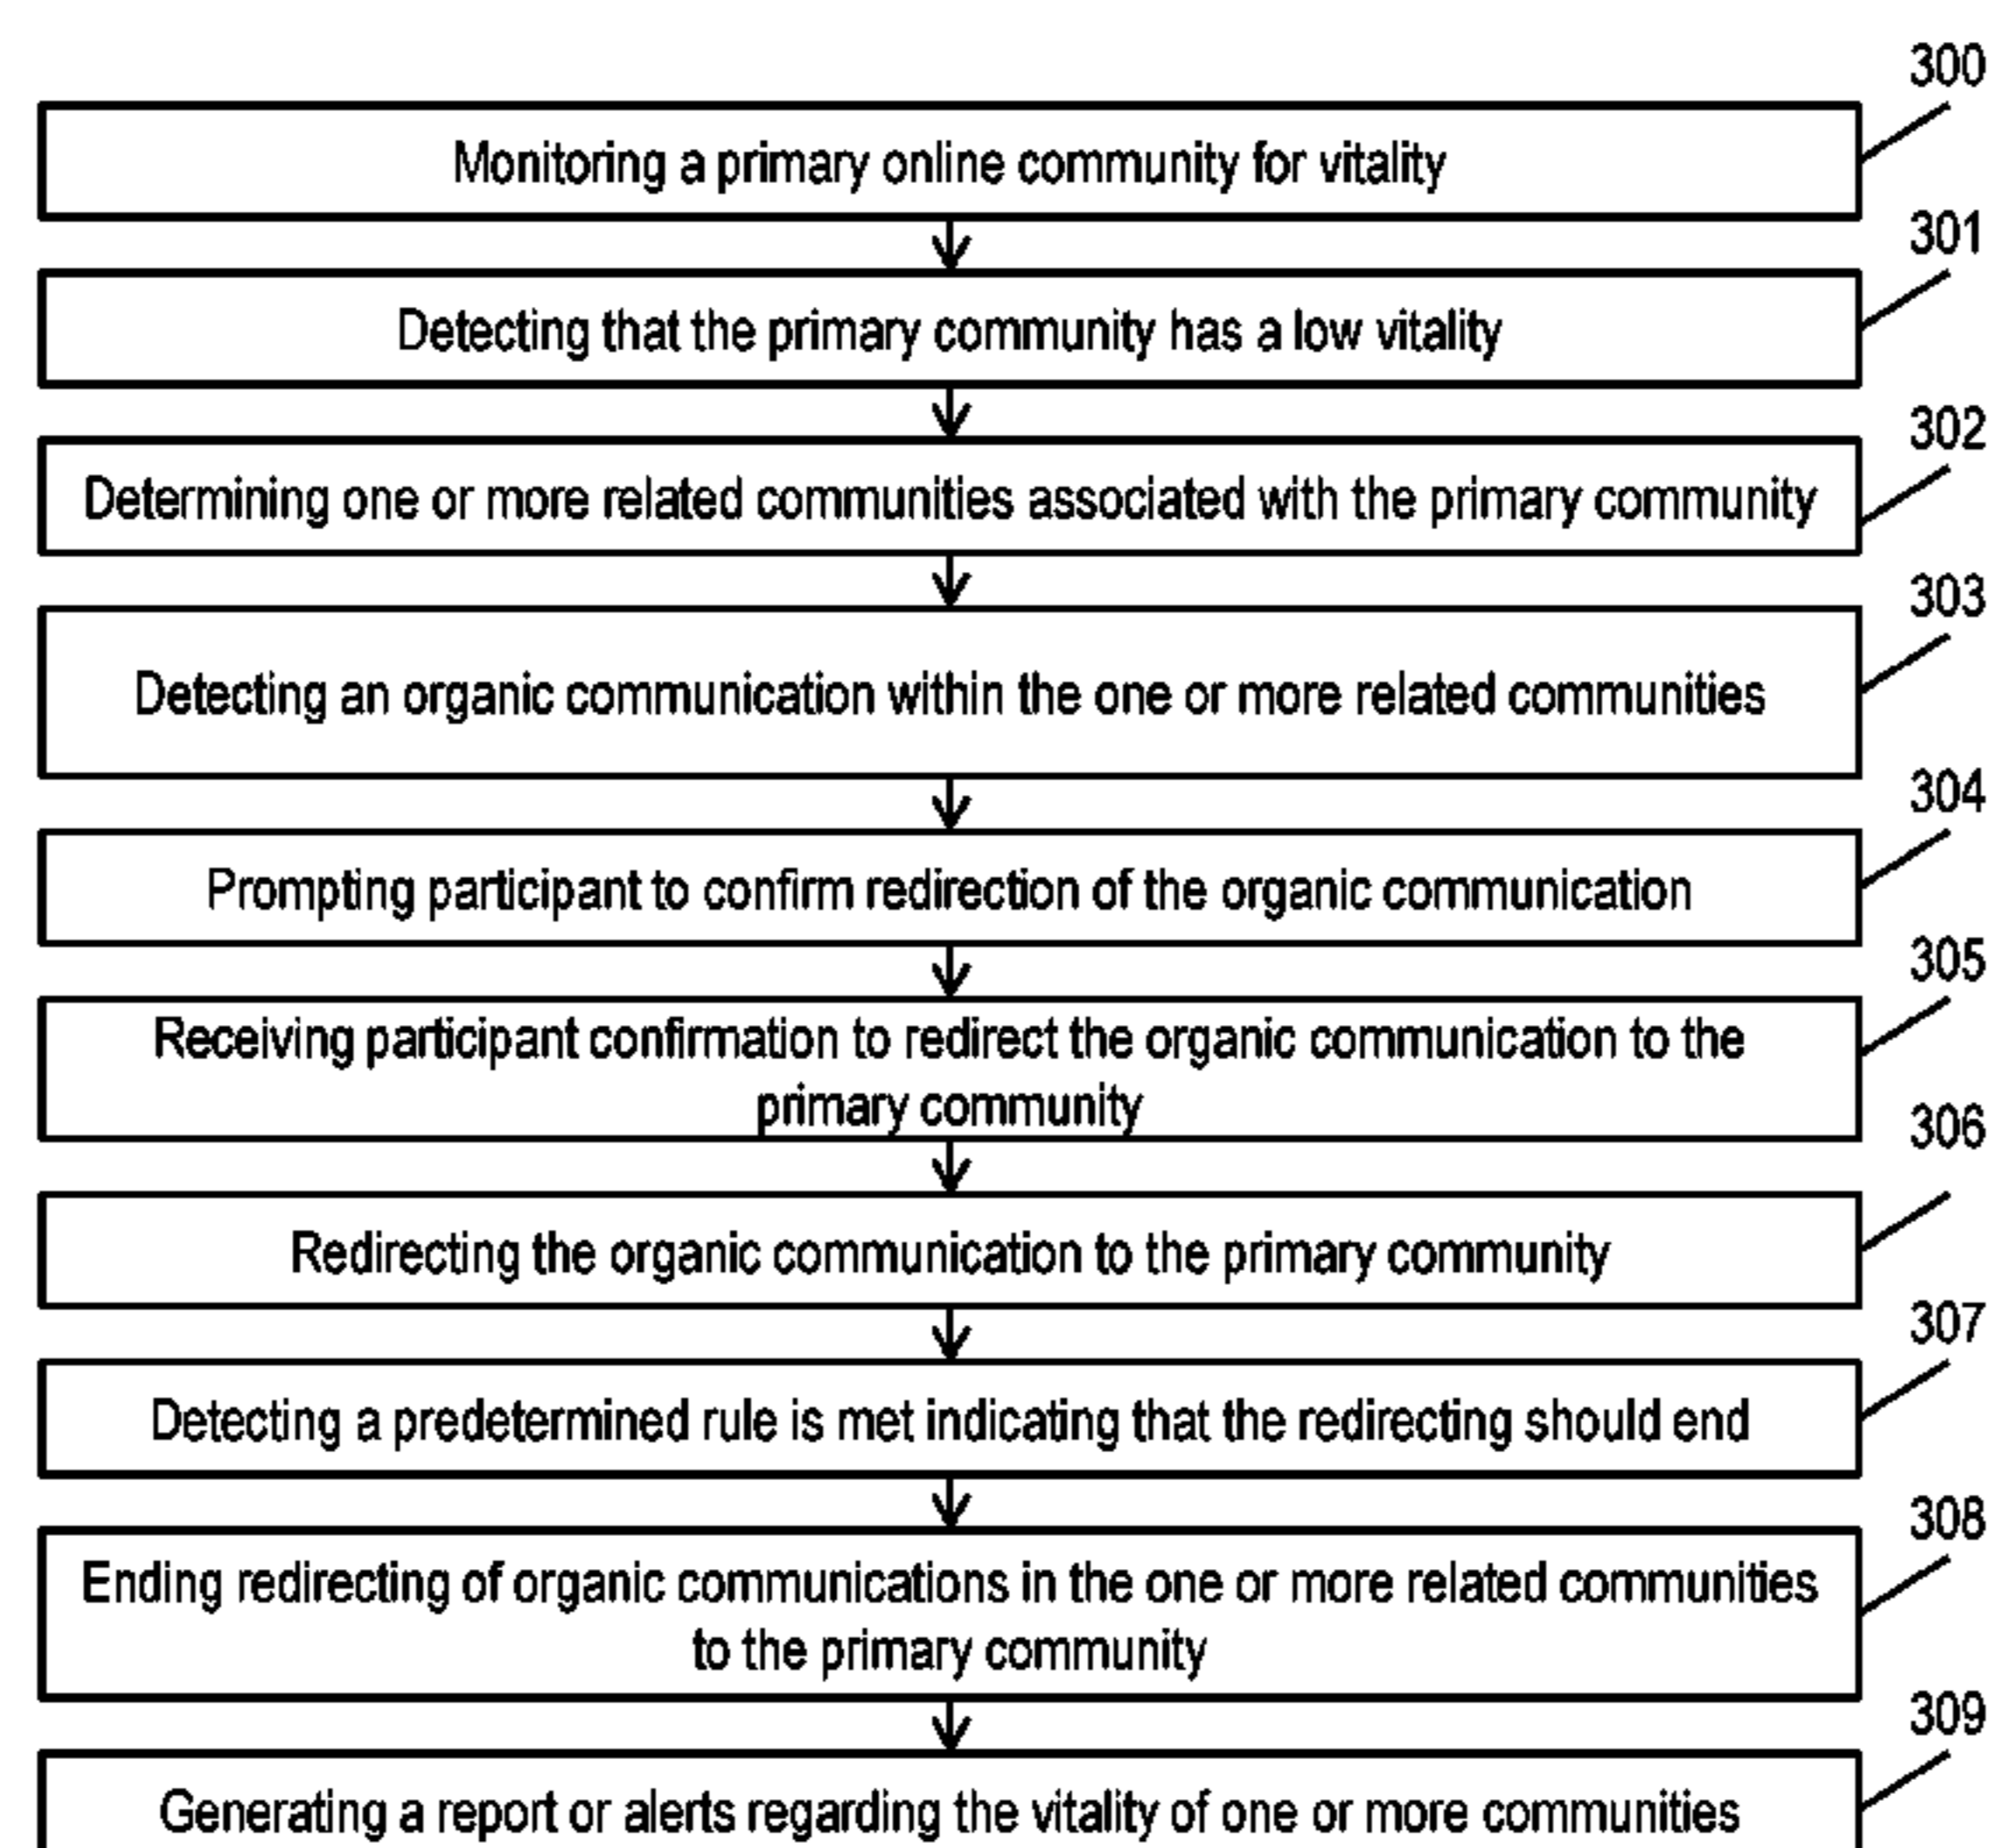 300
Monitoring a primary online community for vitality
301
Detecting that the primary community has a low vitality
302
Determining one or more related communities associated with the primary community
303
Detecting an organic communication within the one or more related communities
304
Prompting participant to confirm redirection of the organic communication
305
Receiving participant confirmation to redirect the organic communication to the
primary community
306
Redirecting the organic communication to the primary community
307
Detecting a predetermined rule is met indicating that the redirecting should end
308
Ending redirecting of organic communications in the one or more related communities
to the primary community
309
Generating a report or alerts regarding the vitality of one or more communities